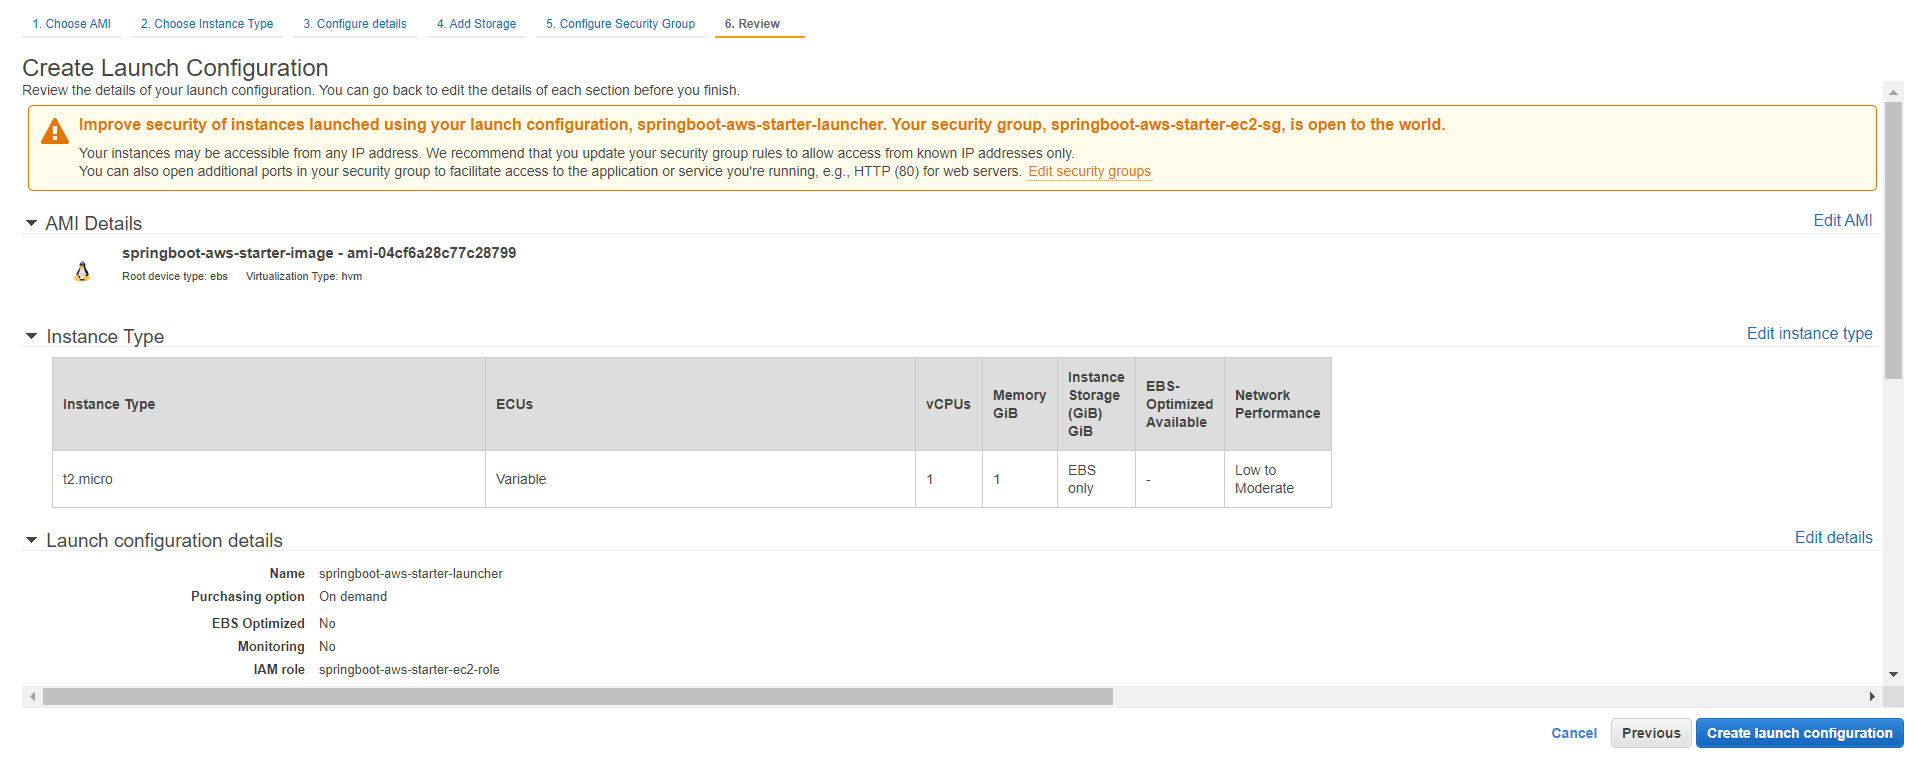 1. Choose AMI 2. Choose Instance Type 3. Configure details 4. Add Storage 5. Configure Security Group 6. Review
Create Launch Configuration
Review the details of your launch configuration. You can go back to edit the details of each section before you finish.
Improve security of instances launched using your launch configuration, springboot-aws-starter-launcher. Your security group, springboot-aws-starter-ec2-sg, is open to the world.
Your instances may be accessible from any IP address. We recommend that you update your security group rules to allow access from known IP addresses only.
You can also open additional ports in your security group to facilitate access to the application or service you're running, e.g., HTTP (80) for web servers. Edit security groups
AMI Details Edit AMI
springboot-aws-starter-image - ami-04cf6a28c77c28799
Root device type: ebs Virtualization Type: hvm
Instance Type Edit instance type
Instance Type ECUs vCPUs Memory GiB Instance Storage (GiB) GiB EBS-Optimized Available Network Performance
t2.micro Variable 1 1 EBS only - Low to Moderate
Launch configuration details Edit details
Name springboot-aws-starter-launcher
Purchasing option On demand
EBS Optimized No
Monitoring No
IAM role springboot-aws-starter-ec2-role
Cancel Previous Create launch configuration